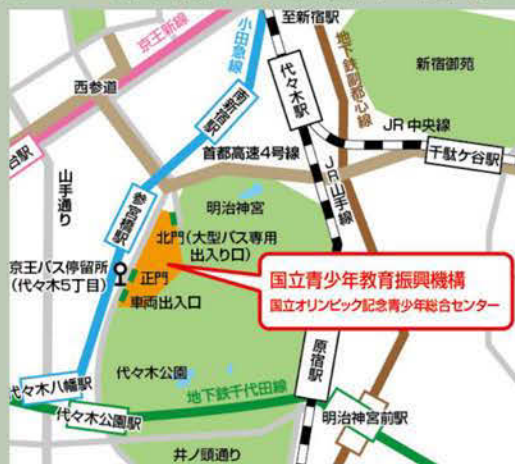 至新宿駅
京王新線
小田急線
地下鉄副都心線
新宿御苑
代々木駅
西参道
南新宿駅
JR中央線
首都高速4号線
千駄ケ谷駅
台駅
山手通り
JR山手線
参宮橋駅
明治神宮
北門(大型バス専用
出入り口)
京王バス停留所
(代々木5丁目)
正門
車両出入口
国立青少年教育振興機構
国立オリンピック記念青少年総合センター
原宿駅
代々木公園
代々木八幡駅
地下鉄千代田線
代々木公園駅
明治神宮前駅
井ノ頭通り